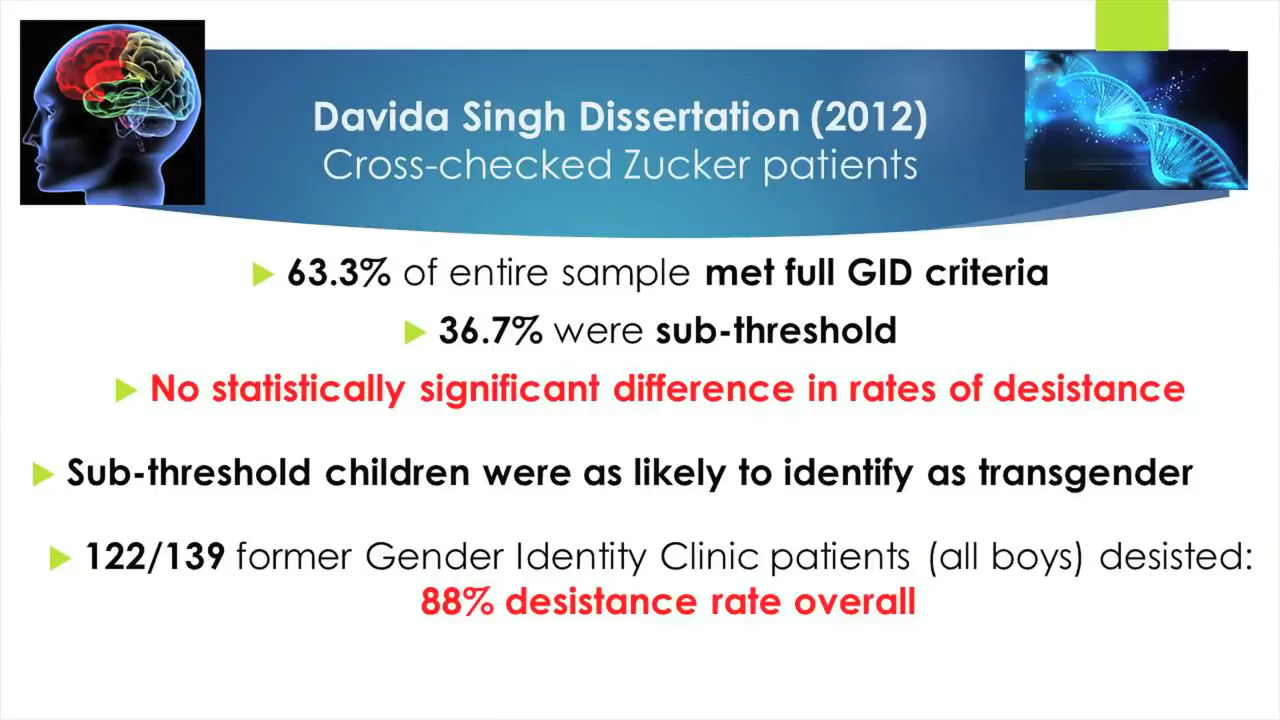 Davida Singh Dissertation (2012)
Cross-checked Zucker patients
63.3% of entire sample met full GID criteria
36.7% were sub-threshold
No statistically significant difference in rates of desistance
Sub-threshold children were as likely to identify as transgender
122/139 former Gender Identity Clinic patients (all boys) desisted:
88% desistance rate overall